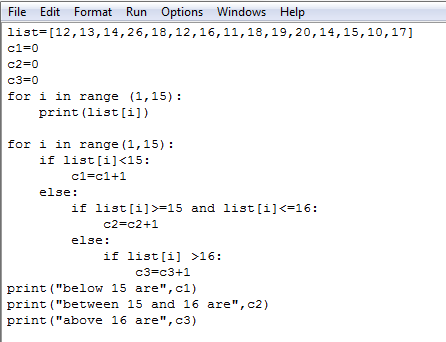 File Edit Format Run Options Windows Help
list=[12,13,14,26,18,12,16,11,18,19,20,14,15,10,17]
c1=0
c2=0
c3=0
for i in range (1,15):
    print(list[i])

for i in range(1,15):
    if list[i]<15:
        c1=c1+1
    else:
        if list[i]>=15 and list[i]<=16:
            c2=c2+1
        else:
            if list[i] >16:
                c3=c3+1
print("below 15 are",c1)
print("between 15 and 16 are",c2)
print("above 16 are",c3)